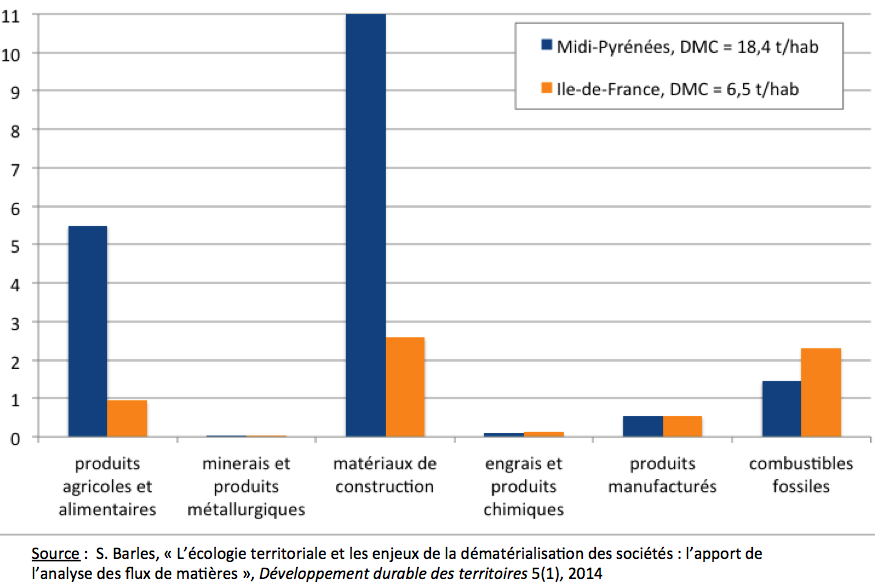 11
10
9
8
7
6
5
4
3
2
1
0
Midi-Pyrénées, DMC = 18,4 t/hab
Ile-de-France, DMC = 6,5 t/hab
produits
agricoles et
alimentaires
minerais et
produits
métallurgiques
matériaux de
construction
engrais et
produits
chimiques
produits
manufacturés
combustibles
fossiles
Source : S. Barles, « L’écologie territoriale et les enjeux de la dématérialisation des sociétés : l’apport de
l’analyse des flux de matières », Développement durable des territoires 5(1), 2014